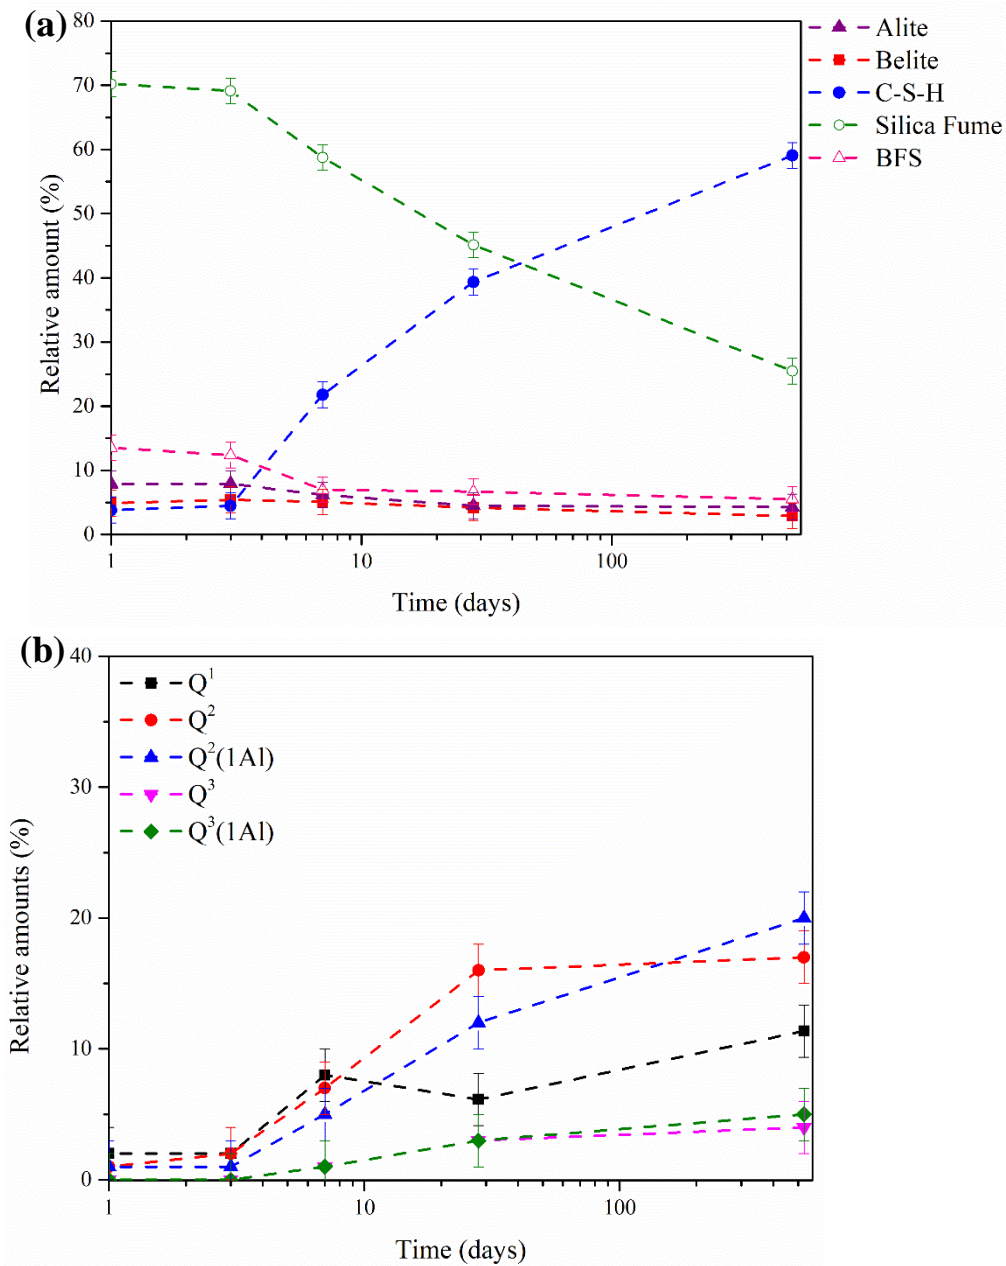 (a)
80
70
60
50
40
30
20
10
0
Relative amount (%)
1
10
100
Time (days)
Alite
Belite
C-S-H
Silica Fume
BFS
(b)
40
30
20
10
0
Relative amounts (%)
1
10
100
Time (days)
Q¹
Q²
Q²(1Al)
Q³
Q³(1Al)